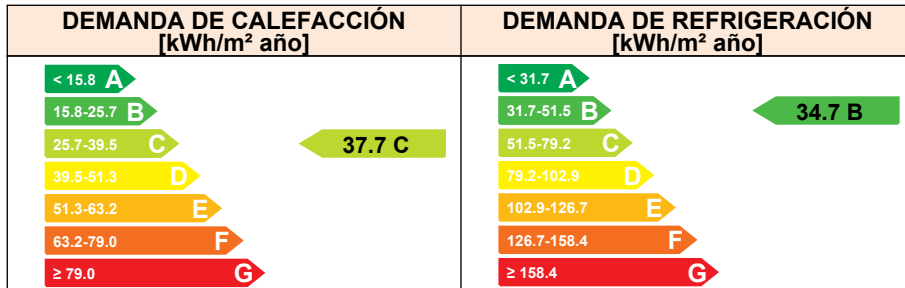 DEMANDA DE CALEFACCIÓN
[kWh/m² año]
< 15.8 A
15.8-25.7 B
25.7-39.5 C
37.7 C
39.5-51.3 D
51.3-63.2 E
63.2-79.0 F
≥ 79.0 G
DEMANDA DE REFRIGERACIÓN
[kWh/m² año]
< 31.7 A
31.7-51.5 B
34.7 B
51.5-79.2 C
79.2-102.9 D
102.9-126.7 E
126.7-158.4 F
≥ 158.4 G